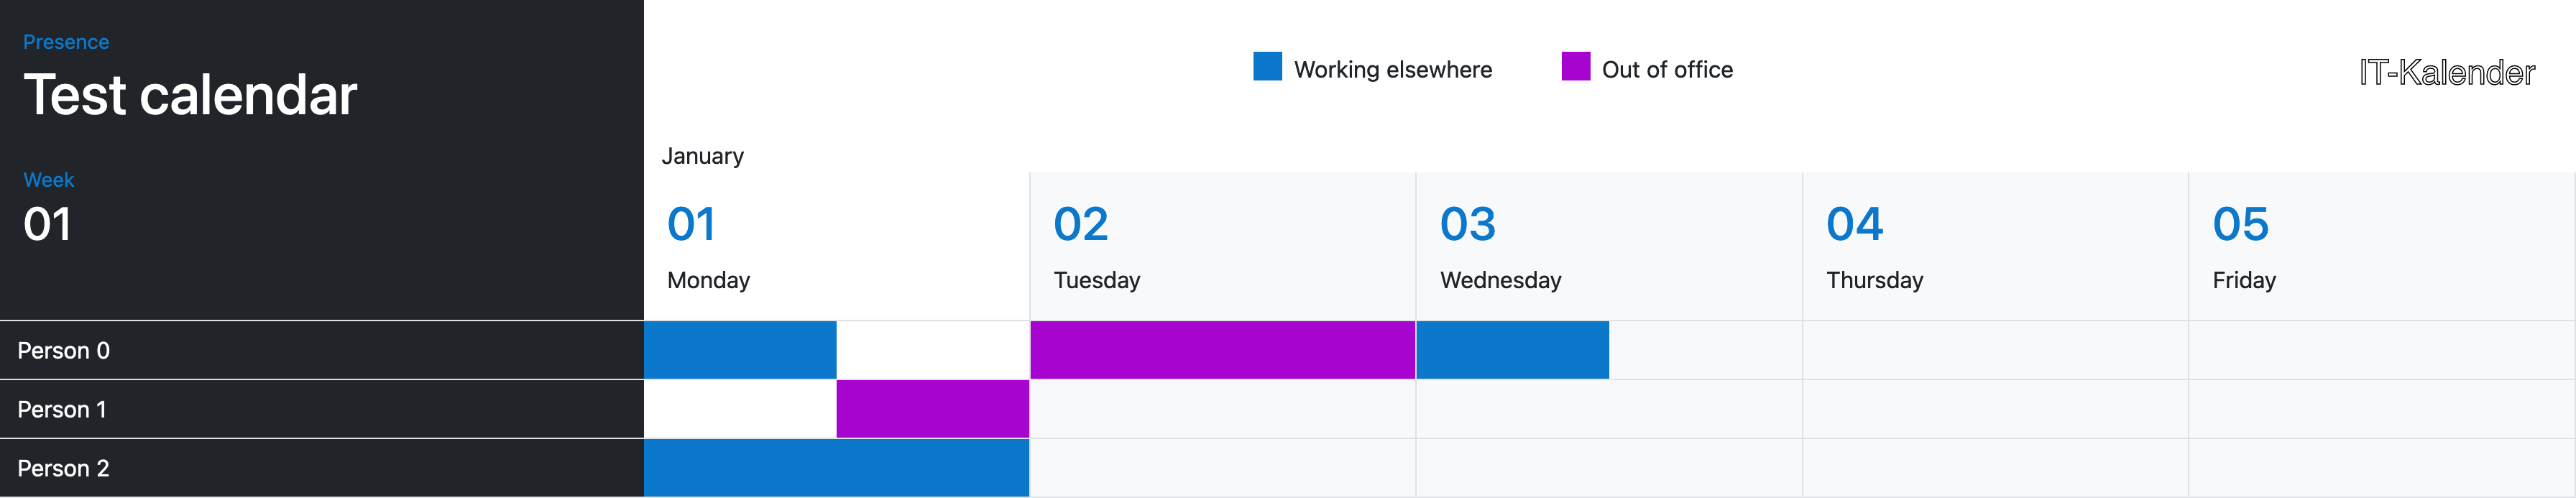 Presence
Test calendar
Working elsewhere
Out of office
IT-Kalender
January
Week
01
01
02
03
04
05
Monday
Tuesday
Wednesday
Thursday
Friday
Person 0
Person 1
Person 2